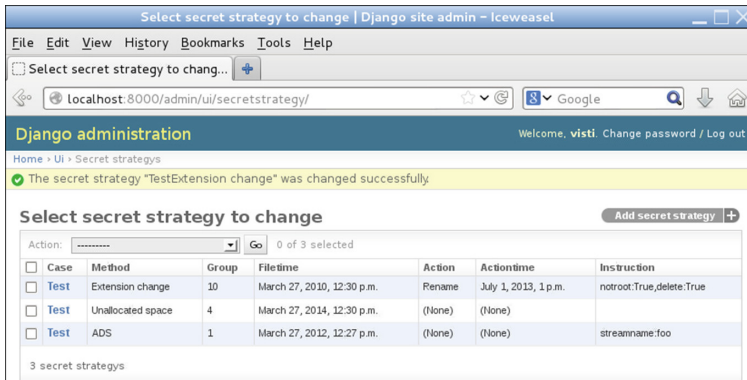 Select secret strategy to change | Django site admin - Iceweasel
File Edit View History Bookmarks Tools Help
Select secret strategy to chang...
localhost:8000/admin/ui/secretstrategy/ Google
Django administration Welcome, visti. Change password / Log out
Home › Ui › Secret strategys
The secret strategy "TestExtension change" was changed successfully.
Select secret strategy to change Add secret strategy +
Action: --------- Go 0 of 3 selected
Case Method Group Filetime Action Actiontime Instruction
Test Extension change 10 March 27, 2010, 12:30 p.m. Rename July 1, 2013, 1 p.m. notroot:True,delete:True
Test Unallocated space 4 March 27, 2014, 12:30 p.m. (None) (None)
Test ADS 1 March 27, 2012, 12:27 p.m. (None) (None) streamname:foo
3 secret strategys